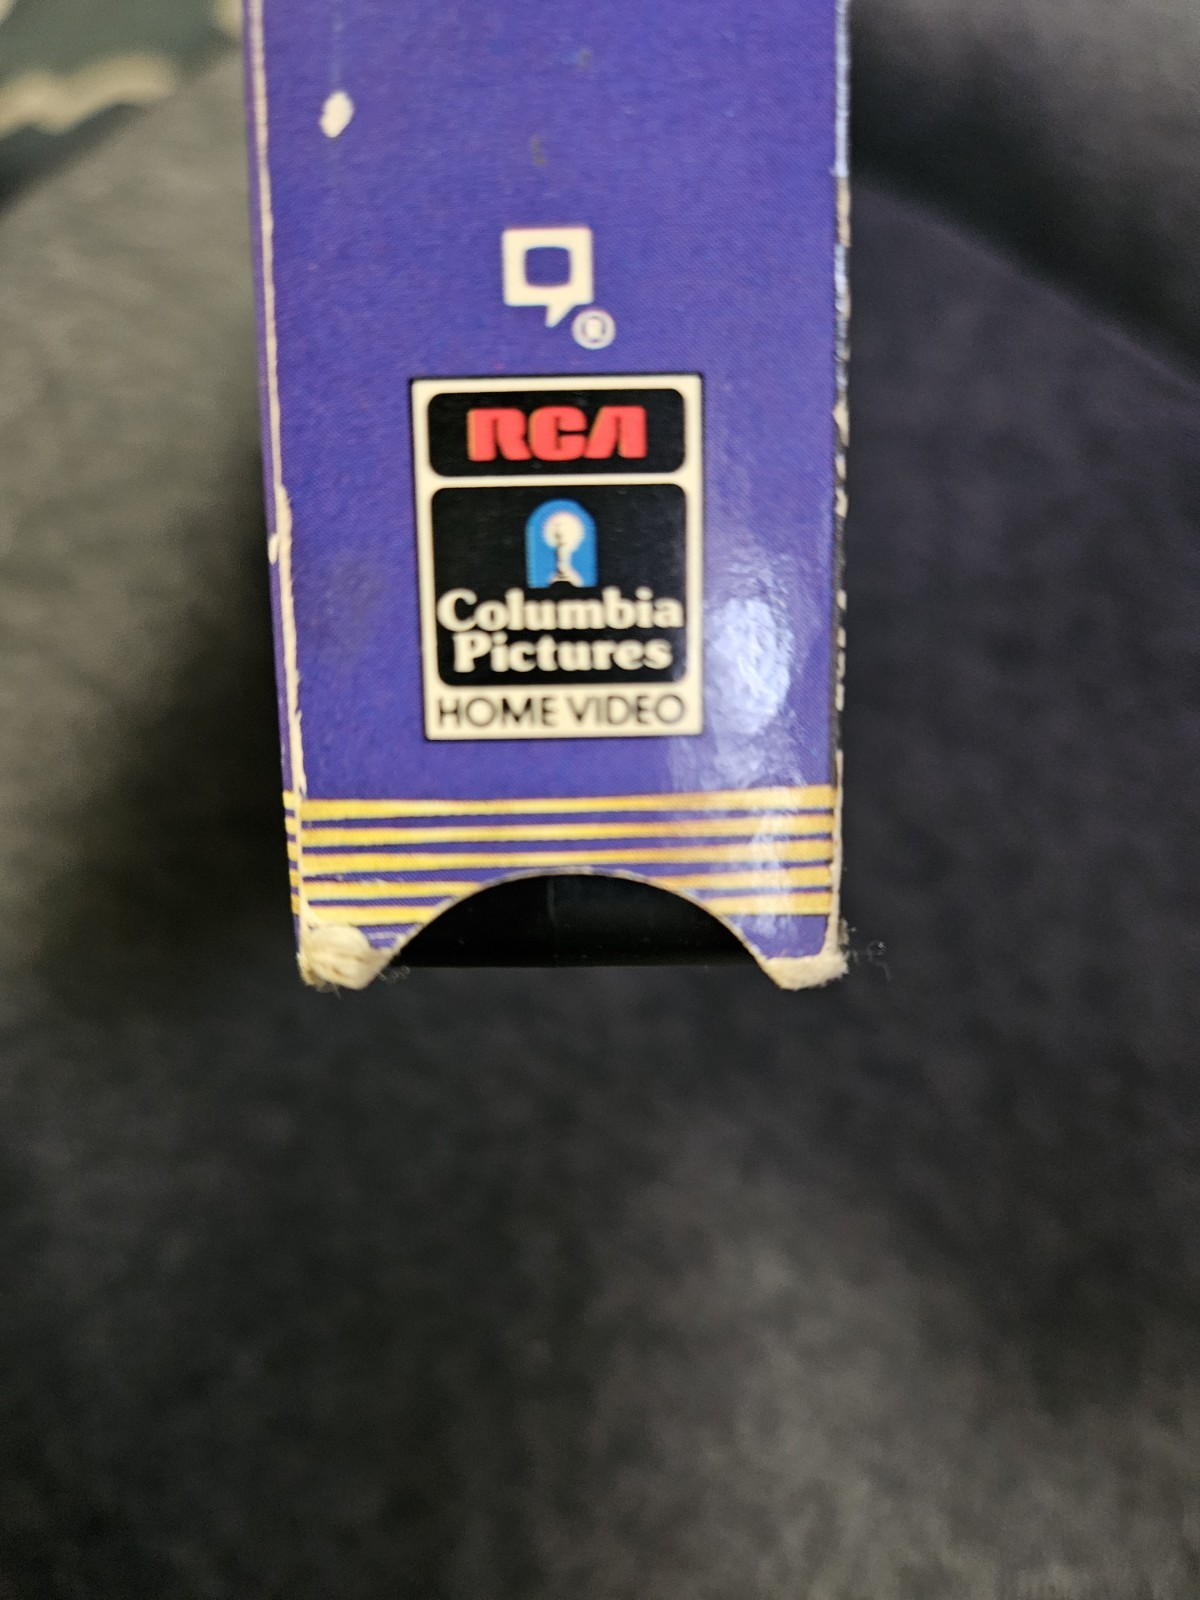 ®
RCA
Columbia
Pictures
HOME VIDEO